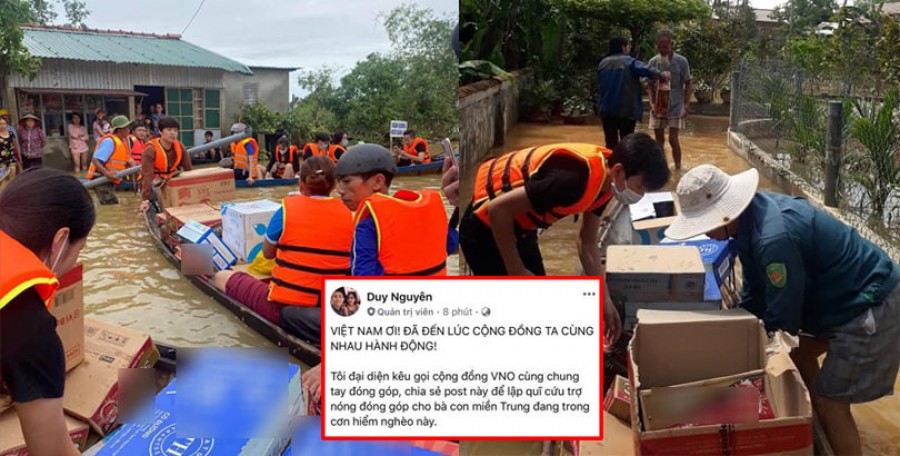 Duy Nguyên
Quản trị viên · 8 phút ·
VIỆT NAM ƠI! ĐÃ ĐẾN LÚC CỘNG ĐỒNG TA CÙNG
NHAU HÀNH ĐỘNG!
Tôi đại diện kêu gọi cộng đồng VNO cùng chung
tay đóng góp, chia sẻ post này để lập quĩ cứu trợ
nóng đóng góp cho bà con miền Trung đang trong
cơn hiểm nghèo này.